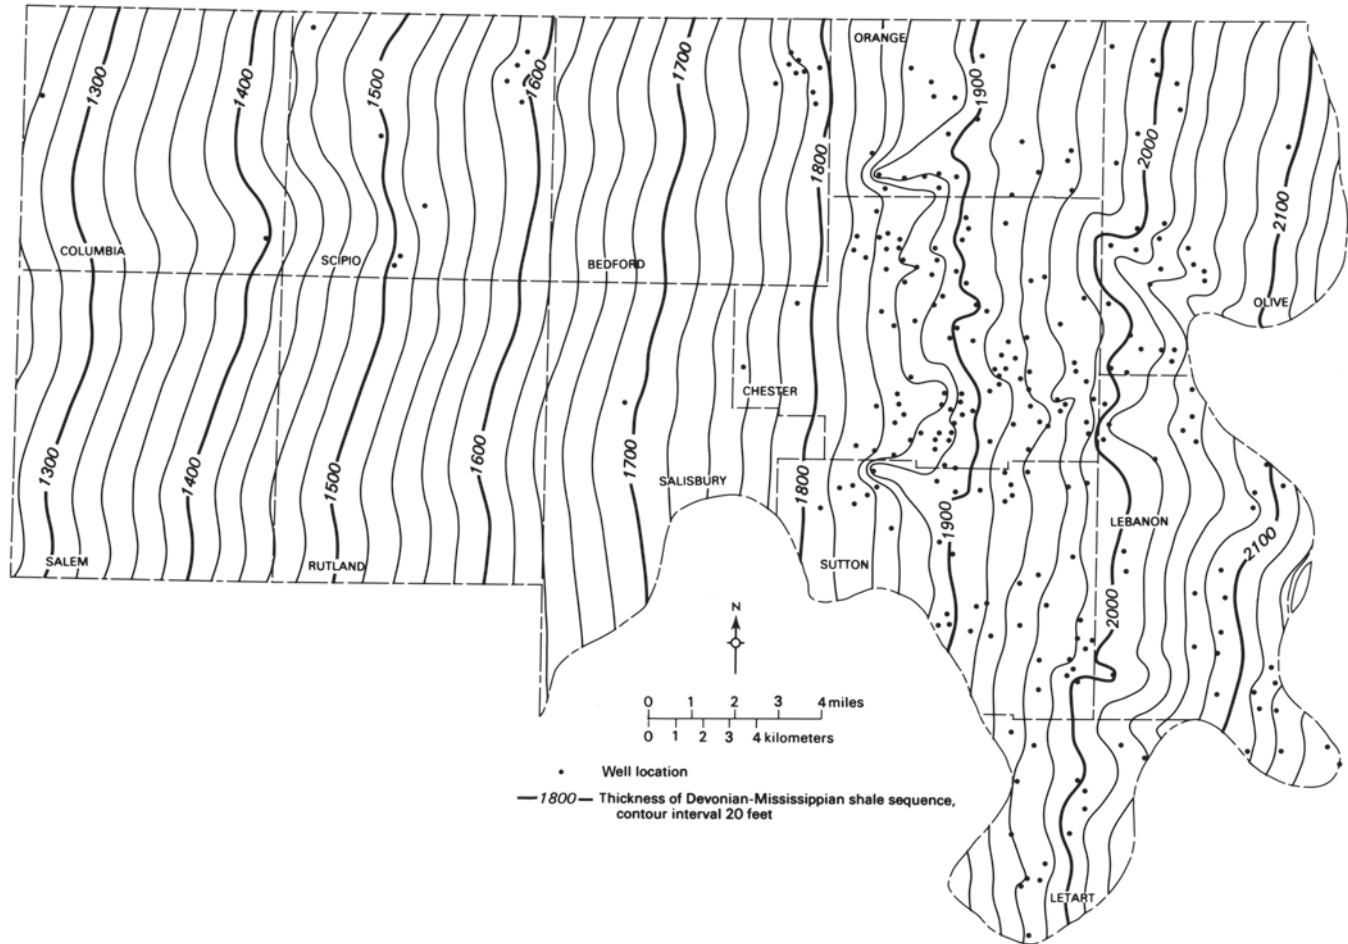 ORANGE
1300
1400
1500
1600
1700
1800
1900
2000
2100
COLUMBIA
SCIPIO
BEDFORD
OLIVE
CHESTER
1300
1400
1500
1600
1700
SALISBURY
1800
1900
LEBANON
2100
SALEM
RUTLAND
SUTTON
2000
N
0 1 2 3 4 miles
0 1 2 3 4 kilometers
Well location
1800 Thickness of Devonian-Mississippian shale sequence,
contour interval 20 feet
LETART